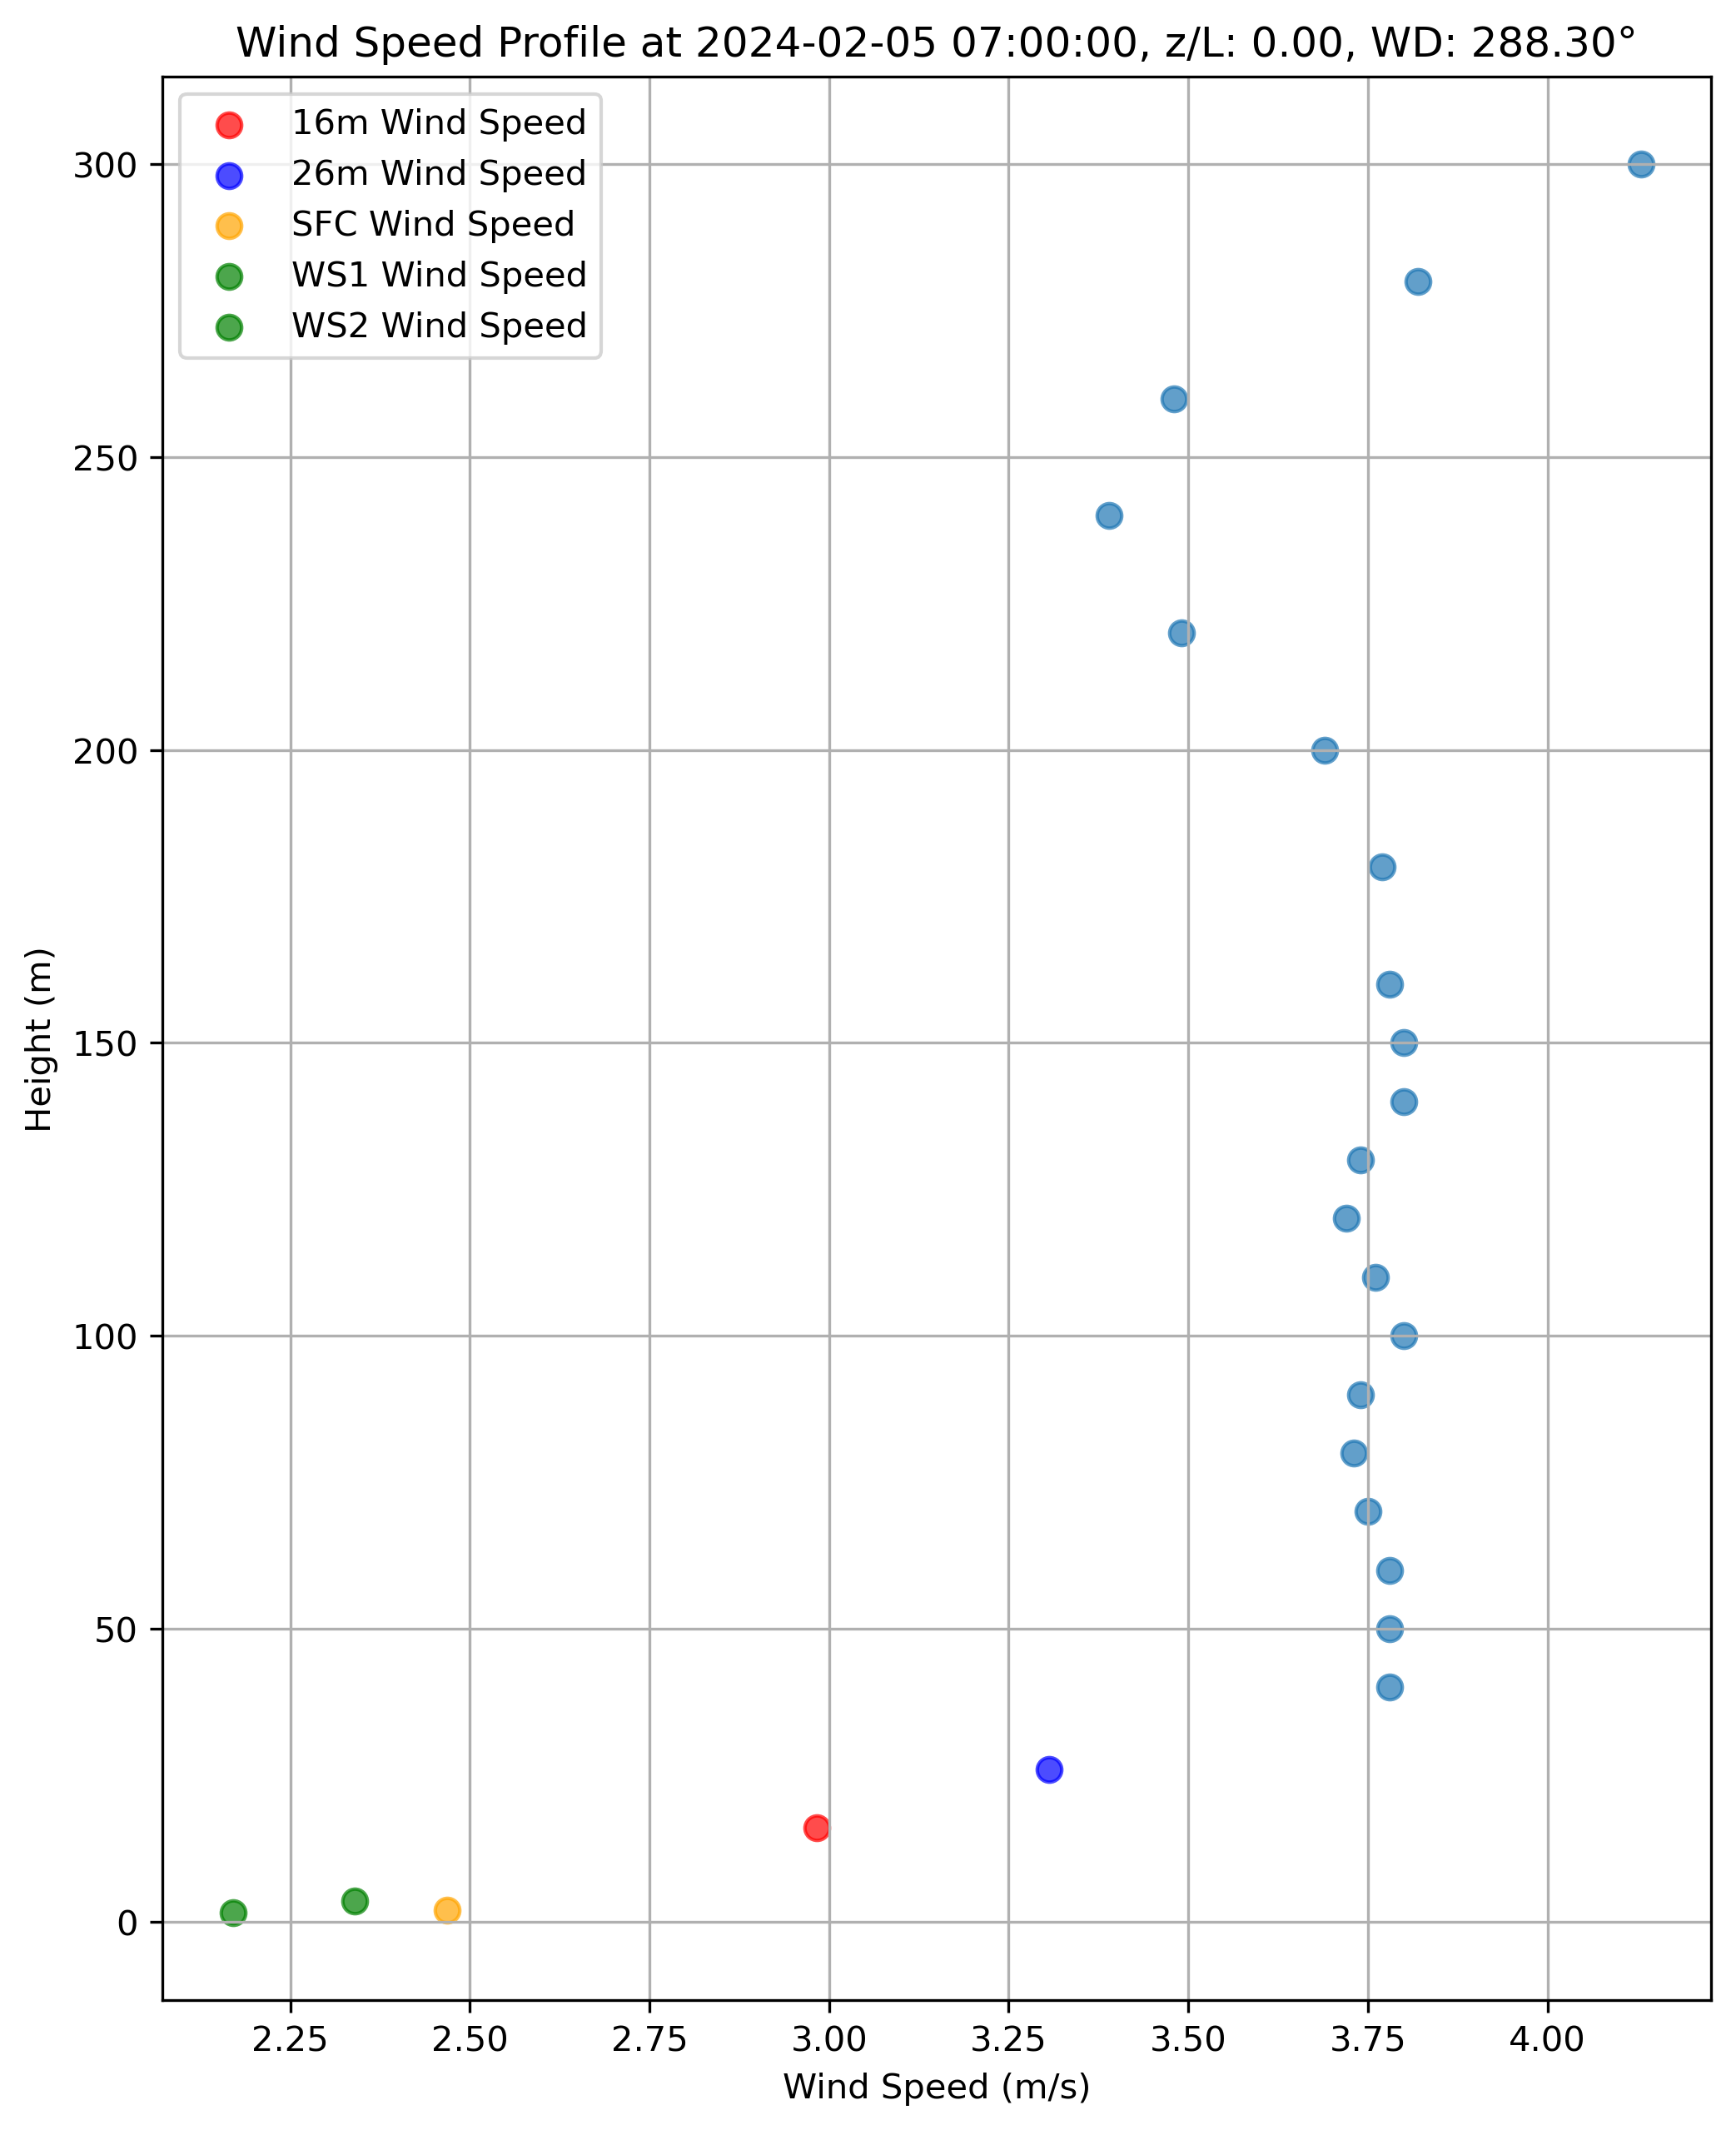 Wind Speed Profile at 2024-02-05 07:00:00, z/L: 0.00, WD: 288.30°
16m Wind Speed
26m Wind Speed
SFC Wind Speed
WS1 Wind Speed
WS2 Wind Speed
300
250
200
150
100
50
0
Height (m)
2.25 2.50 2.75 3.00 3.25 3.50 3.75 4.00
Wind Speed (m/s)